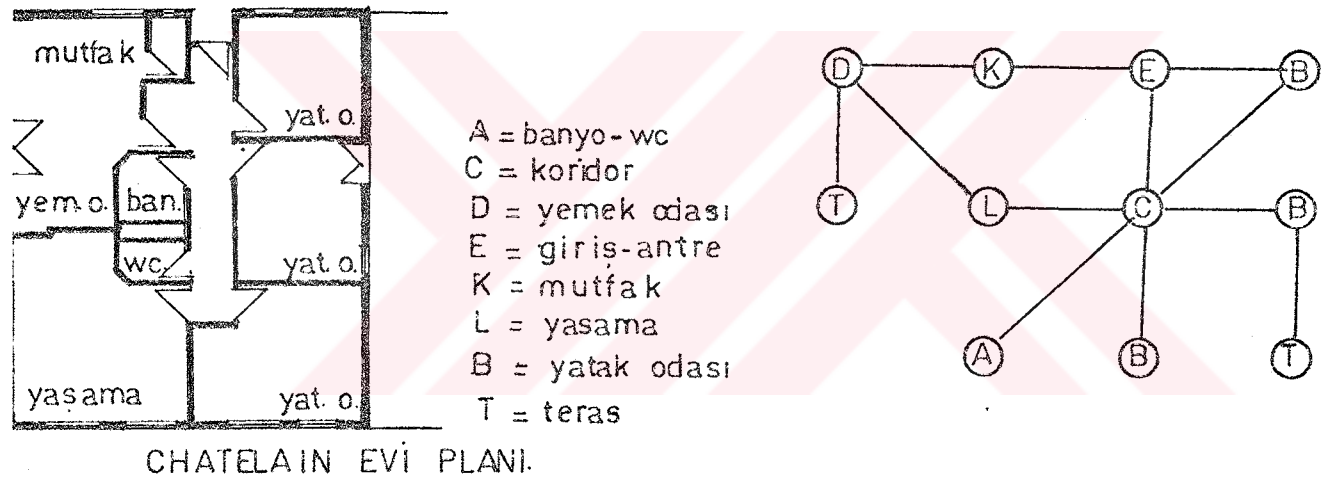 mutfak
yat. o.
yem. o.
ban.
wc.
yat. o.
yaşama
yat. o.
A = banyo-wc
C = koridor
D = yemek odası
E = giriş-antre
K = mutfak
L = yasama
B = yatak odası
T = teras
D K E B
T L C B
A B T
CHATELAIN EVİ PLANI.